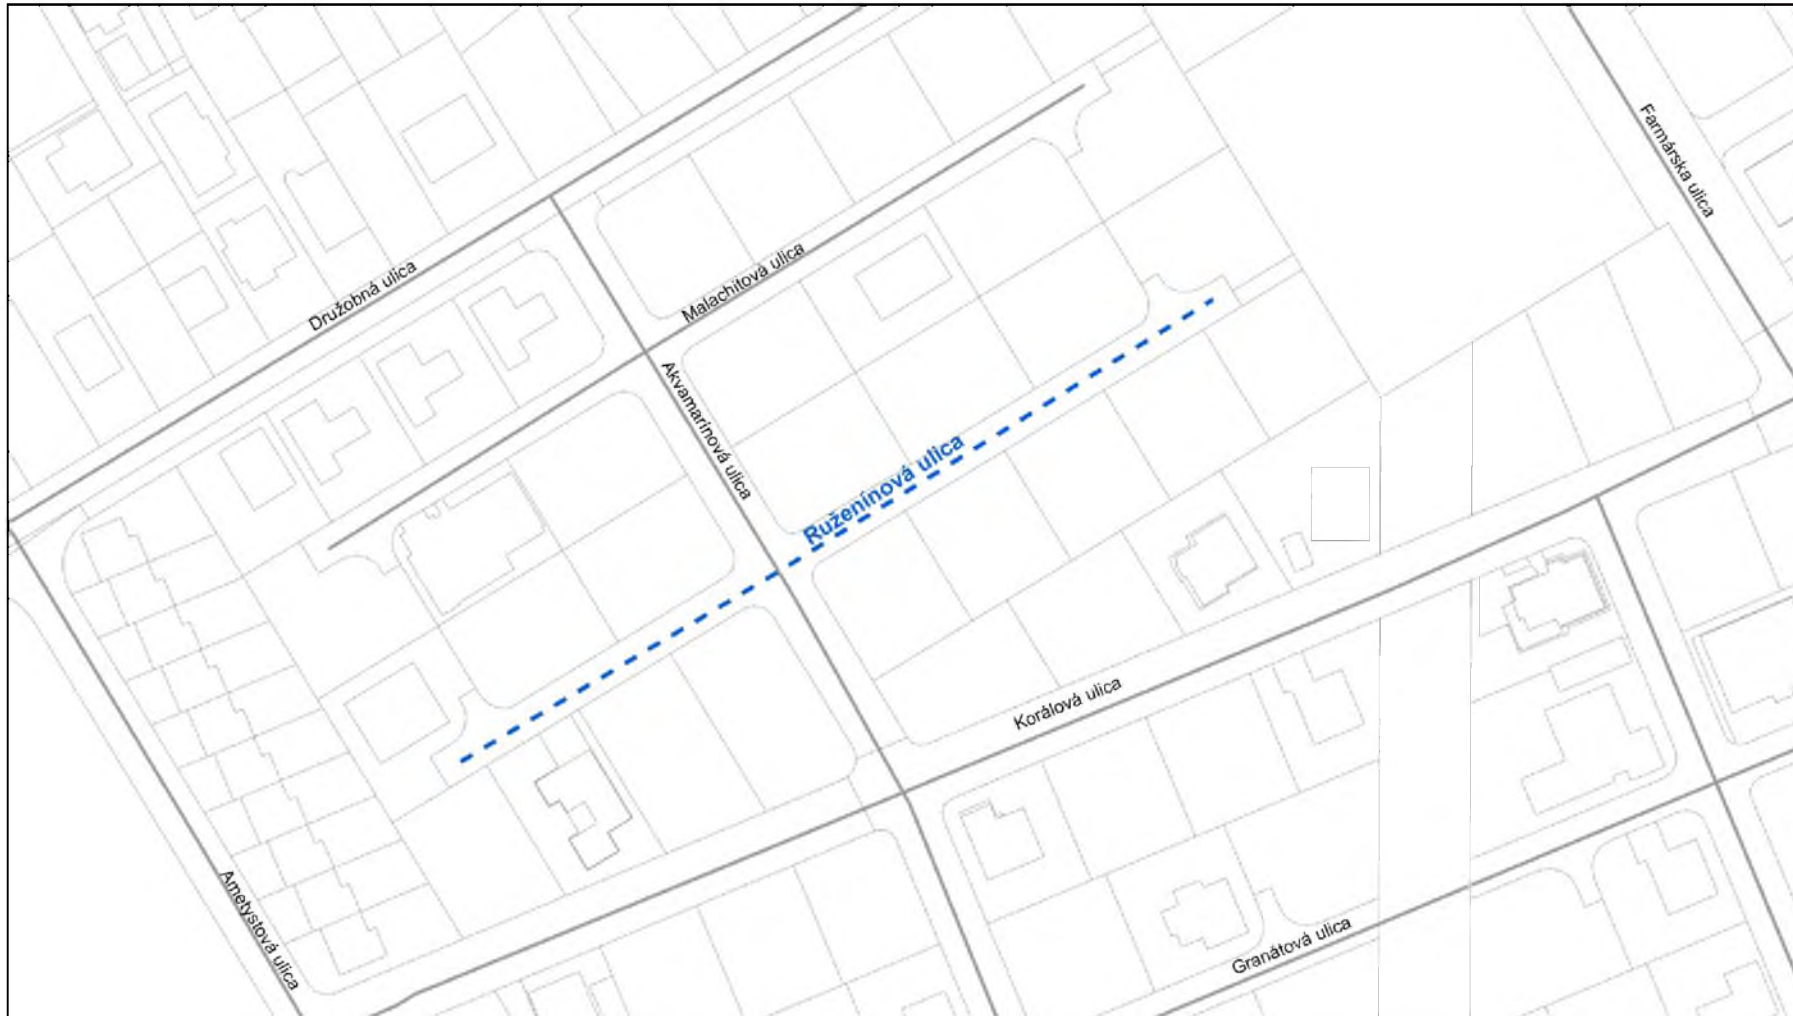 Farmárska ulica
Družobná ulica
Malachitová ulica
Akvamarínová ulica
Ruženínová ulica
Korálová ulica
Ametystová ulica
Granátová ulica